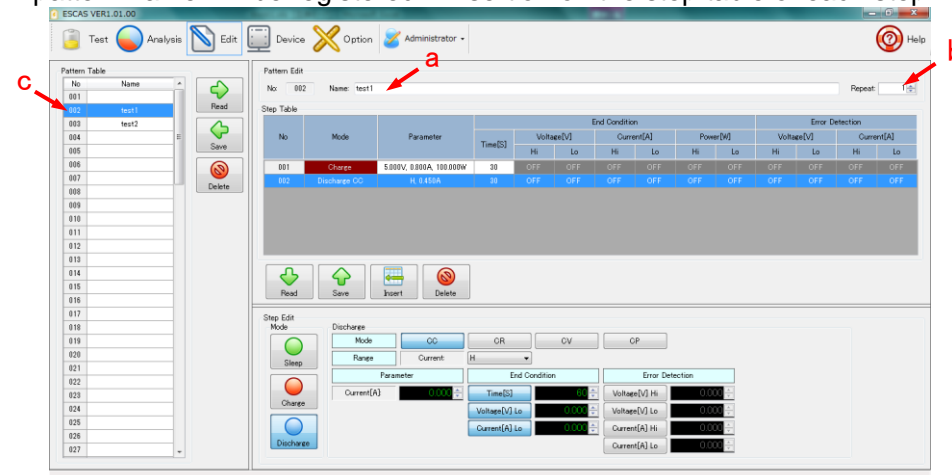 ESCAS VER1.01.00
Test Analysis Edit Device Option Administrator Help
a
b
c
Pattern Table
No Name
001
002 test1
003 test2
004
005
006
007
008
009
010
011
012
013
014
015
016
017
018
019
020
021
022
023
024
025
026
027
Read
Save
Delete
Pattern Edit
No: 002 Name: test1 Repeat: 1
Step Table
No Mode Parameter End Condition Error Detection
Time[S] Voltage[V] Current[A] Power[W] Voltage[V] Current[A]
Hi Lo Hi Lo Hi Lo Hi Lo Hi Lo
001 Charge 5.000V, 0.800A, 100.000W 30 OFF OFF OFF OFF OFF OFF OFF OFF OFF OFF
002 Discharge CC H, 0.450A 30 OFF OFF OFF OFF OFF OFF OFF OFF OFF OFF
Read Save Insert Delete
Step Edit
Mode
Sleep
Charge
Discharge
Discharge
Mode CC CR CV CP
Range Current: H
Parameter End Condition Error Detection
Current[A] 0.000 Time[S] 60 Voltage[V] Hi 0.000
Voltage[V] Lo 0.000 Voltage[V] Lo 0.000
Current[A] Lo 0.000 Current[A] Hi 0.000
Current[A] Lo 0.000